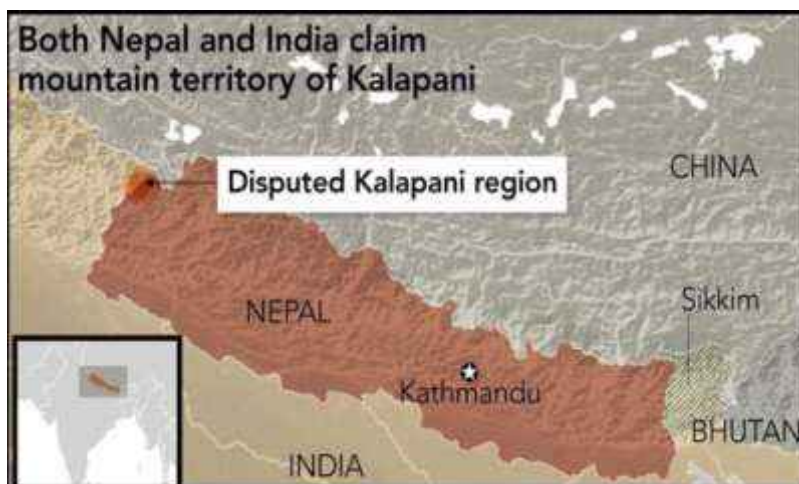 Both Nepal and India claim
mountain territory of Kalapani
CHINA
Disputed Kalapani region
Sikkim
NEPAL
Kathmandu
BHUTAN
INDIA